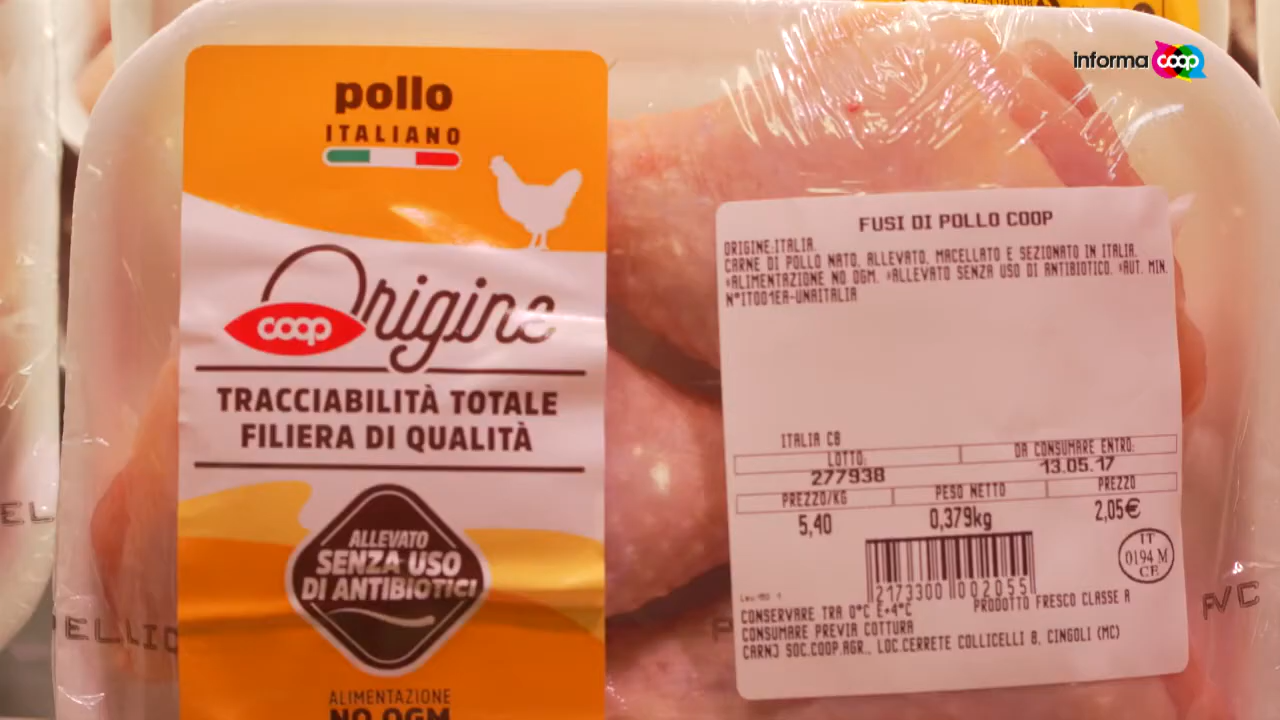 informa coop
pollo
ITALIANO
Origine
coop
TRACCIABILITÀ TOTALE
FILIERA DI QUALITÀ
ALLEVATO
SENZA USO
DI ANTIBIOTICI
ALIMENTAZIONE
NO OGM
FUSI DI POLLO COOP
ORIGINE:ITALIA.
CARNE DI POLLO NATO, ALLEVATO, MACELLATO E SEZIONATO IN ITALIA.
*ALIMENTAZIONE NO OGM. *ALLEVATO SENZA USO DI ANTIBIOTICO. *AUT. MIN.
N°IT001ER-UNAITALIA
ITALIA CB
LOTTO: DA CONSUMARE ENTRO:
277938 13.05.17
PREZZO/KG PESO NETTO PREZZO
5,40 0,379kg 2,05€
IT
0194 M
CE
2173300 002055
PRODOTTO FRESCO CLASSE A
CONSERVARE TRA 0°C E+4°C
CONSUMARE PREVIA COTTURA
CARNJ SOC.COOP.AGR., LOC.CERRETE COLLICELLI 8, CINGOLI (MC)
PVC